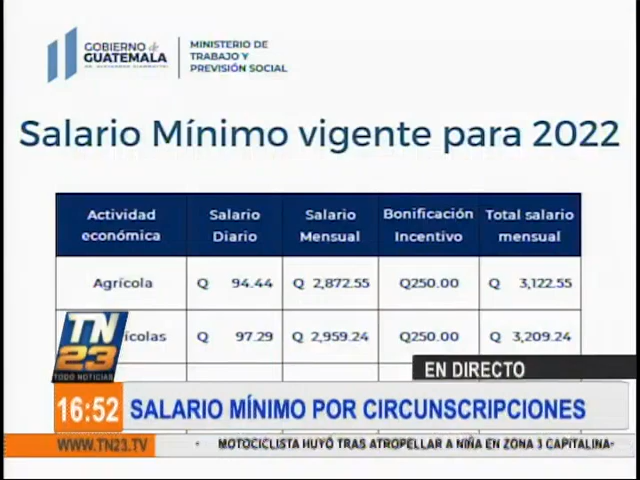 GOBIERNO de
GUATEMALA
MINISTERIO DE
TRABAJO Y
PREVISIÓN SOCIAL
Salario Mínimo vigente para 2022
Actividad económica | Salario Diario | Salario Mensual | Bonificación Incentivo | Total salario mensual
Agrícola Q 94.44 Q 2,872.55 Q250.00 Q 3,122.55
ícolas Q 97.29 Q 2,959.24 Q250.00 Q 3,209.24
TN
23
TODO NOTICIAS
EN DIRECTO
16:52 SALARIO MÍNIMO POR CIRCUNSCRIPCIONES
WWW.TN23.TV - MOTOCICLISTA HUYÓ TRAS ATROPELLAR A NIÑA EN ZONA 3 CAPITALINA-